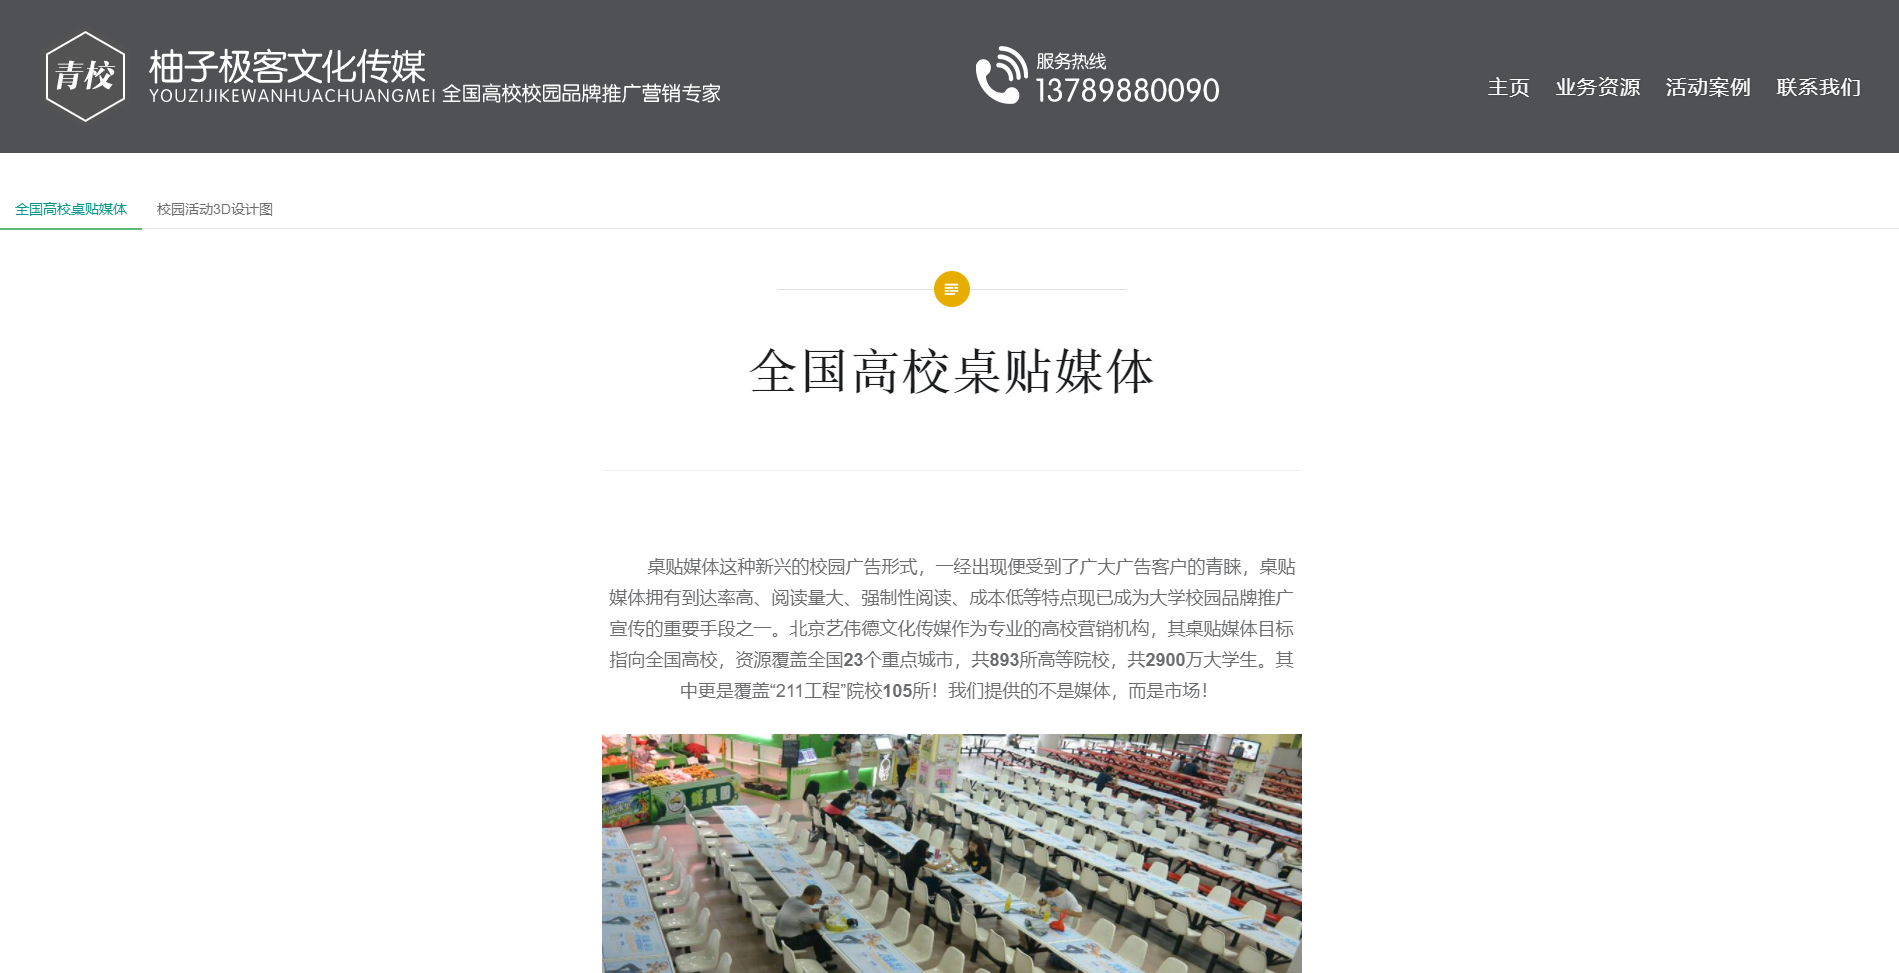 青校
柚子极客文化传媒
YOUZIJIKEWANHUACHUANGMEI 全国高校校园品牌推广营销专家
服务热线
13789880090
主页 业务资源 活动案例 联系我们
全国高校桌贴媒体 校园活动3D设计图
全国高校桌贴媒体
桌贴媒体这种新兴的校园广告形式，一经出现便受到了广大广告客户的青睐，桌贴
媒体拥有到达率高、阅读量大、强制性阅读、成本低等特点现已成为大学校园品牌推广
宣传的重要手段之一。北京艺伟德文化传媒作为专业的高校营销机构，其桌贴媒体目标
指向全国高校，资源覆盖全国23个重点城市，共893所高等院校，共2900万大学生。其
中更是覆盖“211工程”院校105所！我们提供的不是媒体，而是市场！